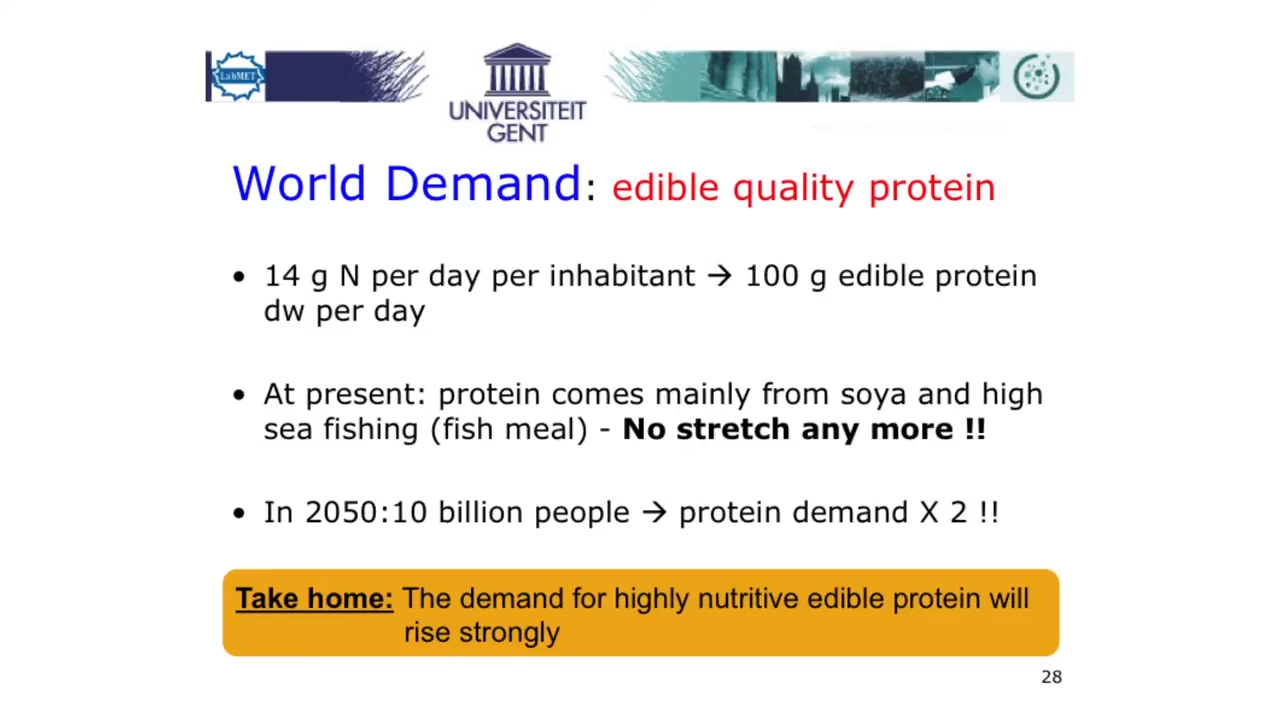 LabMET
UNIVERSITEIT
GENT
World Demand: edible quality protein
• 14 g N per day per inhabitant → 100 g edible protein
dw per day
• At present: protein comes mainly from soya and high
sea fishing (fish meal) - No stretch any more !!
• In 2050:10 billion people → protein demand X 2 !!
Take home: The demand for highly nutritive edible protein will
rise strongly
28